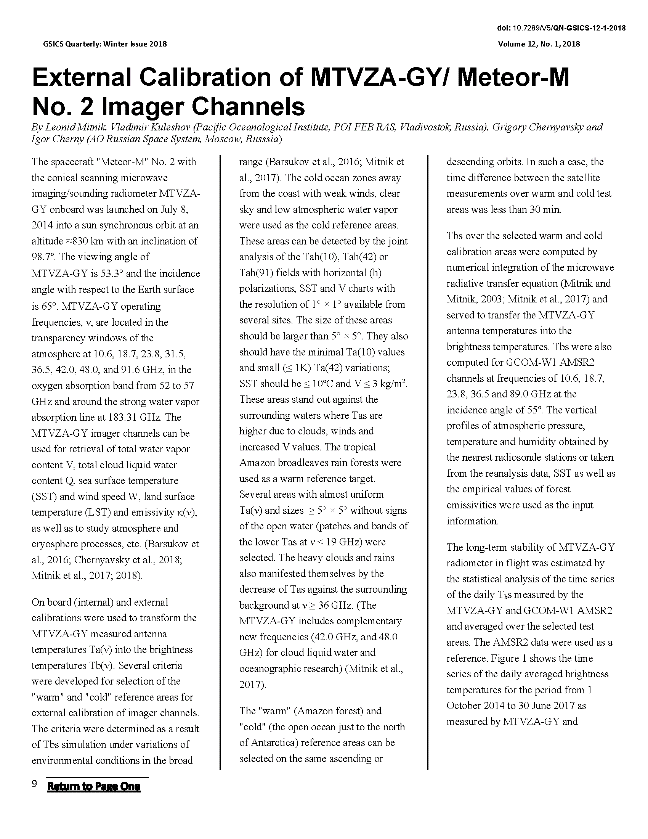 doi: 10.7289/V5/QN-GSICS-12-1-2018
GSICS Quarterly: Winter Issue 2018
Volume 12, No. 1, 2018
External Calibration of MTVZA-GY/ Meteor-M
No. 2 Imager Channels
By Leonid Mitnik. Vladimir Kuleshov (Pacific Oceanological Institute, POI FEB RAS, Vladivostok, Russia), Grigory Chernyavsky and
Igor Cherny (AO Russian Space System, Moscow, Russsia)
The spacecraft "Meteor-M" No. 2 with
the conical scanning microwave
imaging/sounding radiometer MTVZA-
GY onboard was launched on July 8,
2014 into a sun synchronous orbit at an
altitude ≈830 km with an inclination of
98.7°. The viewing angle of
MTVZA-GY is 53.3° and the incidence
angle with respect to the Earth surface
is 65°. MTVZA-GY operating
frequencies, ν, are located in the
transparency windows of the
atmosphere at 10.6, 18.7, 23.8, 31.5,
36.5, 42.0, 48.0, and 91.6 GHz, in the
oxygen absorption band from 52 to 57
GHz and around the strong water vapor
absorption line at 183.31 GHz. The
MTVZA-GY imager channels can be
used for retrieval of total water vapor
content V, total cloud liquid water
content Q, sea surface temperature
(SST) and wind speed W, land surface
temperature (LST) and emissivity κ(ν),
as well as to study atmosphere and
cryosphere processes, etc. (Barsukov et
al., 2016; Chernyavsky et al., 2018;
Mitnik et al., 2017; 2018).
On board (internal) and external
calibrations were used to transform the
MTVZA-GY measured antenna
temperatures Ta(ν) into the brightness
temperatures Tb(ν). Several criteria
were developed for selection of the
"warm" and "cold" reference areas for
external calibration of imager channels.
The criteria were determined as a result
of Tbs simulation under variations of
environmental conditions in the broad
range (Barsukov et al., 2016; Mitnik et
al., 2017). The cold ocean zones away
from the coast with weak winds, clear
sky and low atmospheric water vapor
were used as the cold reference areas.
These areas can be detected by the joint
analysis of the Tah(10), Tah(42) or
Tah(91) fields with horizontal (h)
polarizations, SST and V charts with
the resolution of 1° × 1° available from
several sites. The size of these areas
should be larger than 5° × 5°. They also
should have the minimal Ta(10) values
and small (≤ 1K) Ta(42) variations;
SST should be ≤ 10°C and V ≤ 3 kg/m².
These areas stand out against the
surrounding waters where Tas are
higher due to clouds, winds and
increased V values. The tropical
Amazon broadleaves rain forests were
used as a warm reference target.
Several areas with almost uniform
Ta(ν) and sizes ≥ 5° × 5° without signs
of the open water (patches and bands of
the lower Tas at ν < 19 GHz) were
selected. The heavy clouds and rains
also manifested themselves by the
decrease of Tas against the surrounding
background at ν ≥ 36 GHz. (The
MTVZA-GY includes complementary
new frequencies (42.0 GHz, and 48.0
GHz) for cloud liquid water and
oceanographic research) (Mitnik et al.,
2017).
The "warm" (Amazon forest) and
"cold" (the open ocean just to the north
of Antarctica) reference areas can be
selected on the same ascending or
descending orbits. In such a case, the
time difference between the satellite
measurements over warm and cold test
areas was less than 30 min.
Tbs over the selected warm and cold
calibration areas were computed by
numerical integration of the microwave
radiative transfer equation (Mitnik and
Mitnik, 2003; Mitnik et al., 2017) and
served to transfer the MTVZA-GY
antenna temperatures into the
brightness temperatures. Tbs were also
computed for GCOM-W1 AMSR2
channels at frequencies of 10.6, 18.7,
23.8, 36.5 and 89.0 GHz at the
incidence angle of 55°. The vertical
profiles of atmospheric pressure,
temperature and humidity obtained by
the nearest radiosonde stations or taken
from the reanalysis data, SST as well as
the empirical values of forest
emissivities were used as the input
information.
The long-term stability of MTVZA-GY
radiometer in flight was estimated by
the statistical analysis of the time series
of the daily Tbs measured by the
MTVZA-GY and GCOM-W1 AMSR2
and averaged over the selected test
areas. The AMSR2 data were used as a
reference. Figure 1 shows the time
series of the daily averaged brightness
temperatures for the period from 1
October 2014 to 30 June 2017 as
measured by MTVZA-GY and
9 Return to Page One